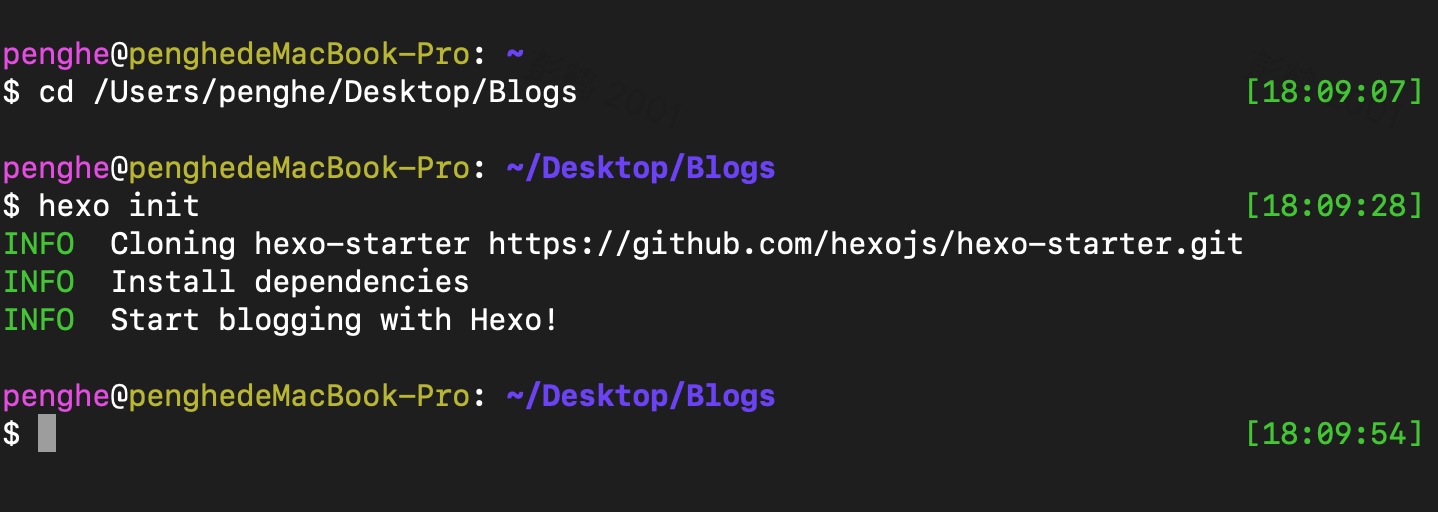 penghe@penghedeMacBook-Pro: ~
$ cd /Users/penghe/Desktop/Blogs [18:09:07]
penghe@penghedeMacBook-Pro: ~/Desktop/Blogs
$ hexo init [18:09:28]
INFO  Cloning hexo-starter https://github.com/hexojs/hexo-starter.git
INFO  Install dependencies
INFO  Start blogging with Hexo!
penghe@penghedeMacBook-Pro: ~/Desktop/Blogs
$ [18:09:54]